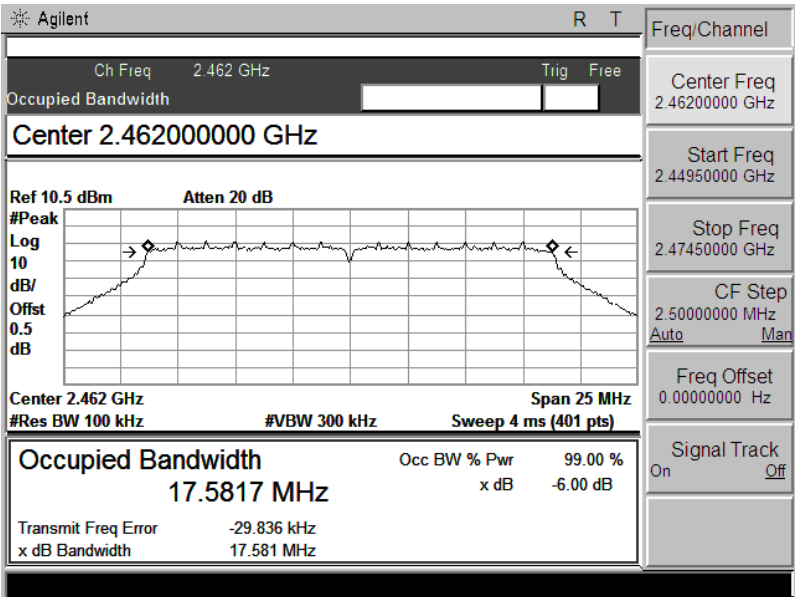 Agilent R T
Freq/Channel
Ch Freq 2.462 GHz Trig Free
Occupied Bandwidth
Center 2.462000000 GHz
Ref 10.5 dBm Atten 20 dB
#Peak
Log
10
dB/
Offst
0.5
dB
Center 2.462 GHz Span 25 MHz
#Res BW 100 kHz #VBW 300 kHz Sweep 4 ms (401 pts)
Occupied Bandwidth Occ BW % Pwr 99.00 %
17.5817 MHz x dB -6.00 dB
Transmit Freq Error -29.836 kHz
x dB Bandwidth 17.581 MHz
Center Freq
2.46200000 GHz
Start Freq
2.44950000 GHz
Stop Freq
2.47450000 GHz
CF Step
2.50000000 MHz
Auto Man
Freq Offset
0.00000000 Hz
Signal Track
On Off